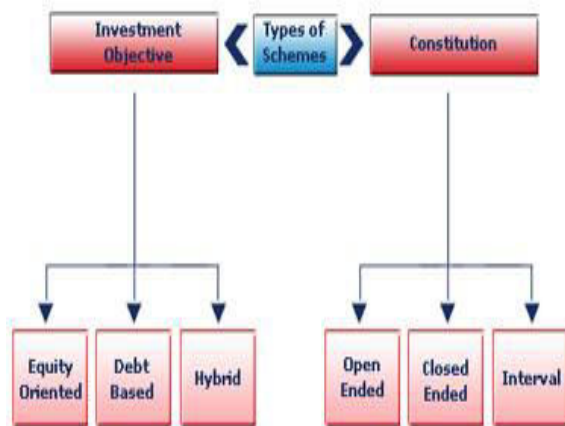 Investment
Objective
Types of
Schemes
Constitution
Equity
Oriented
Debt
Based
Hybrid
Open
Ended
Closed
Ended
Interval